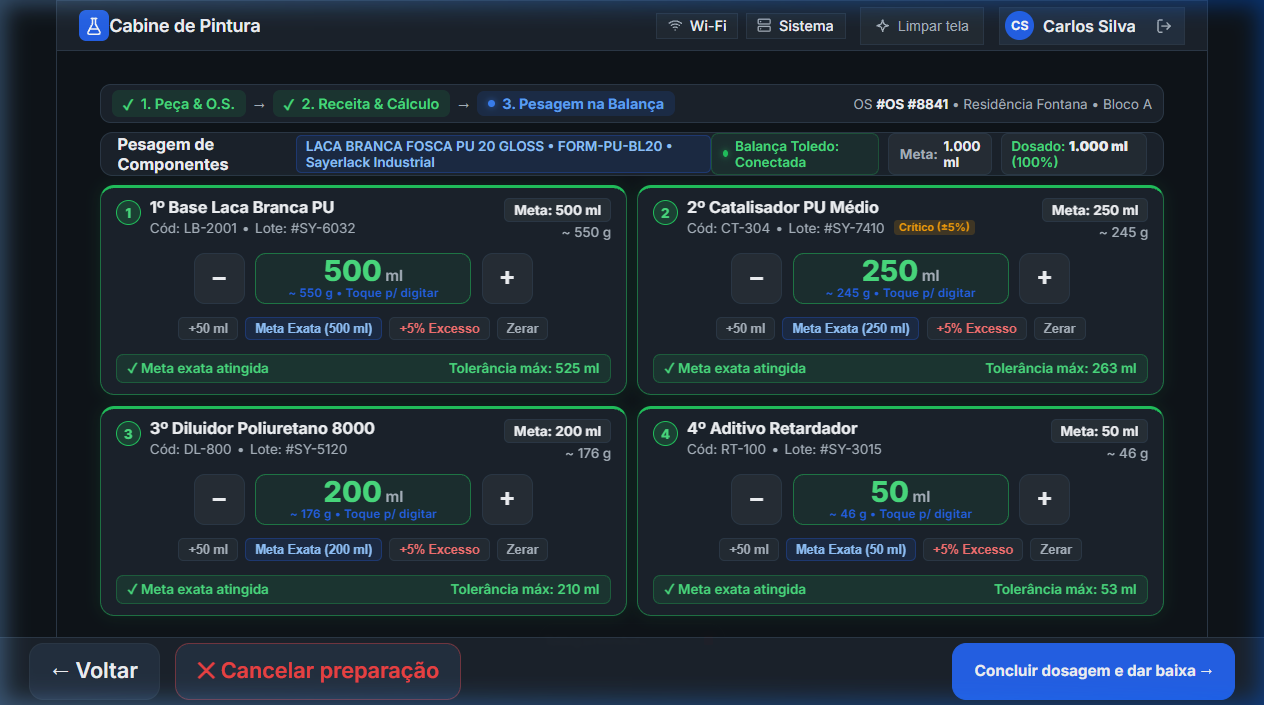 Cabine de Pintura
Wi-Fi
Sistema
Limpar tela
CS
Carlos Silva
✓ 1. Peça & O.S. → ✓ 2. Receita & Cálculo → • 3. Pesagem na Balança
OS #OS #8841 • Residência Fontana • Bloco A
Pesagem de
Componentes
LACA BRANCA FOSCA PU 20 GLOSS • FORM-PU-BL20 •
Sayerlack Industrial
Balança Toledo:
Conectada
Meta: 1.000
ml
Dosado: 1.000 ml
(100%)
1
1º Base Laca Branca PU
Cód: LB-2001 • Lote: #SY-6032
Meta: 500 ml
~ 550 g
−
500 ml
~ 550 g • Toque p/ digitar
+
+50 ml
Meta Exata (500 ml)
+5% Excesso
Zerar
✓ Meta exata atingida
Tolerância máx: 525 ml
2
2º Catalisador PU Médio
Cód: CT-304 • Lote: #SY-7410
Crítico (±5%)
Meta: 250 ml
~ 245 g
−
250 ml
~ 245 g • Toque p/ digitar
+
+50 ml
Meta Exata (250 ml)
+5% Excesso
Zerar
✓ Meta exata atingida
Tolerância máx: 263 ml
3
3º Diluidor Poliuretano 8000
Cód: DL-800 • Lote: #SY-5120
Meta: 200 ml
~ 176 g
−
200 ml
~ 176 g • Toque p/ digitar
+
+50 ml
Meta Exata (200 ml)
+5% Excesso
Zerar
✓ Meta exata atingida
Tolerância máx: 210 ml
4
4º Aditivo Retardador
Cód: RT-100 • Lote: #SY-3015
Meta: 50 ml
~ 46 g
−
50 ml
~ 46 g • Toque p/ digitar
+
+50 ml
Meta Exata (50 ml)
+5% Excesso
Zerar
✓ Meta exata atingida
Tolerância máx: 53 ml
← Voltar
✕ Cancelar preparação
Concluir dosagem e dar baixa →